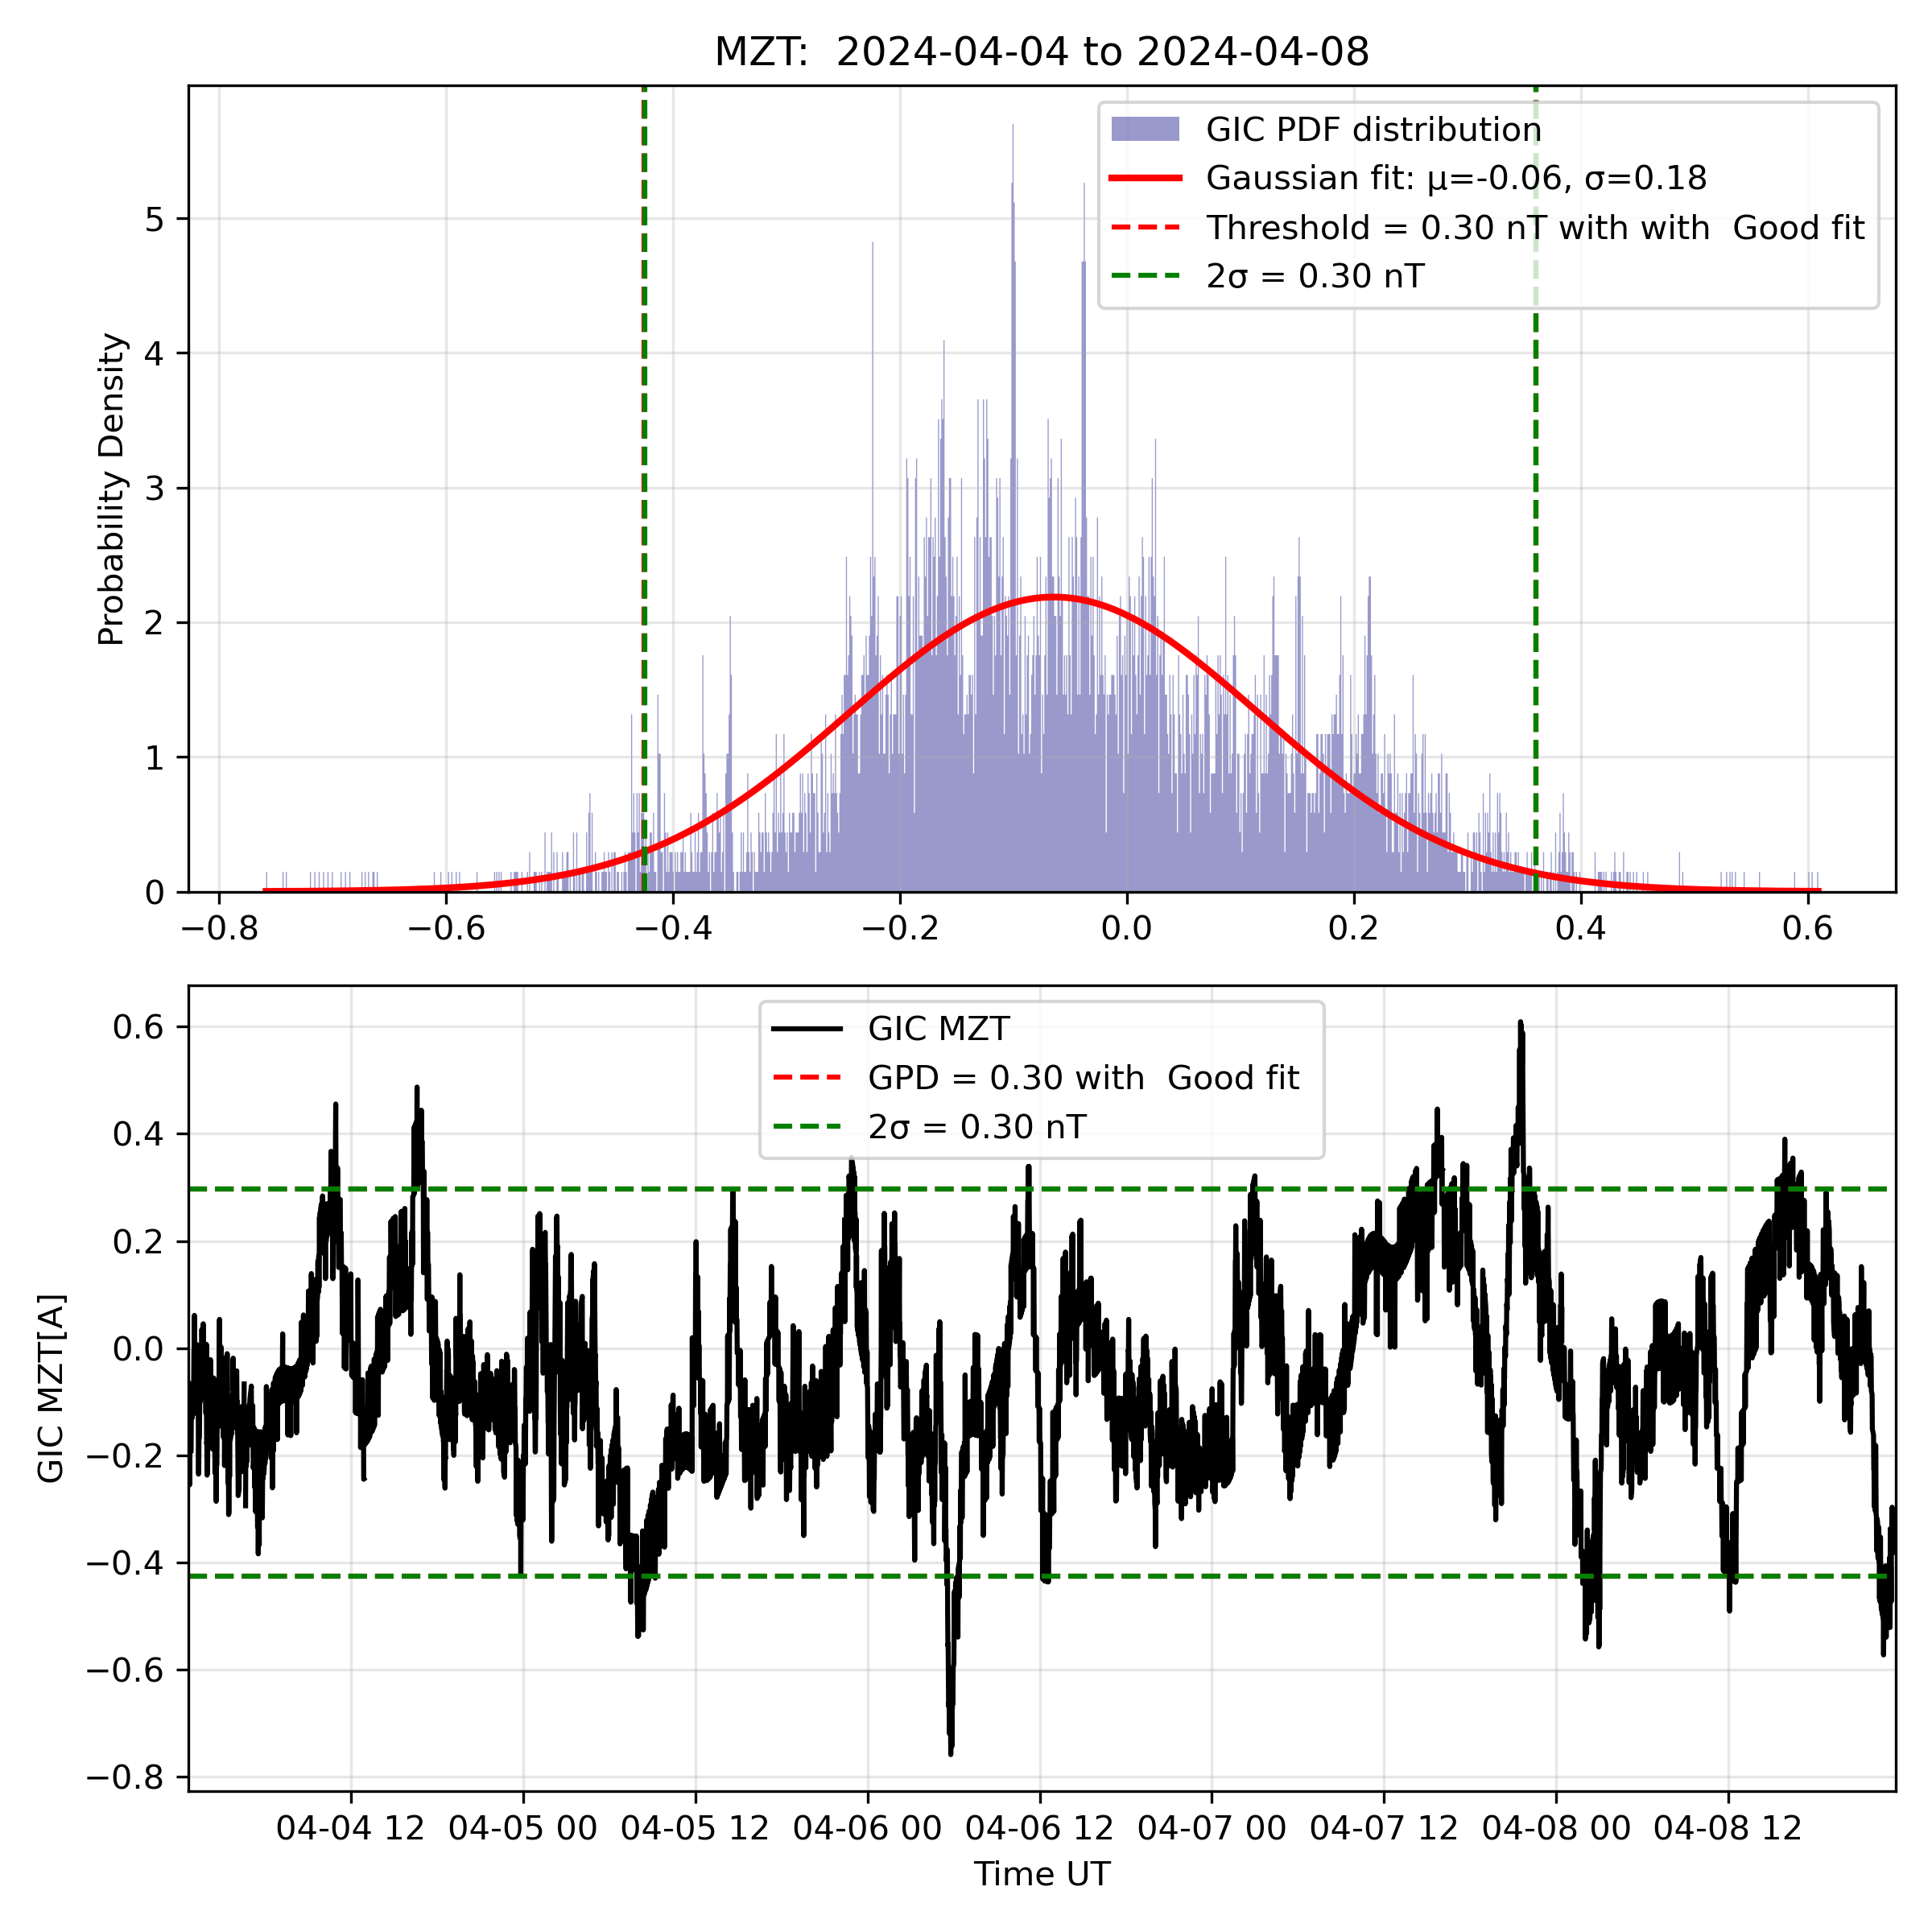 MZT:  2024-04-04 to 2024-04-08
GIC PDF distribution
Gaussian fit: μ=-0.06, σ=0.18
Threshold = 0.30 nT with with  Good fit
2σ = 0.30 nT
Probability Density
5
4
3
2
1
0
−0.8 −0.6 −0.4 −0.2 0.0 0.2 0.4 0.6
GIC MZT
GPD = 0.30 with  Good fit
2σ = 0.30 nT
GIC MZT[A]
0.6
0.4
0.2
0.0
−0.2
−0.4
−0.6
−0.8
04-04 12 04-05 00 04-05 12 04-06 00 04-06 12 04-07 00 04-07 12 04-08 00 04-08 12
Time UT